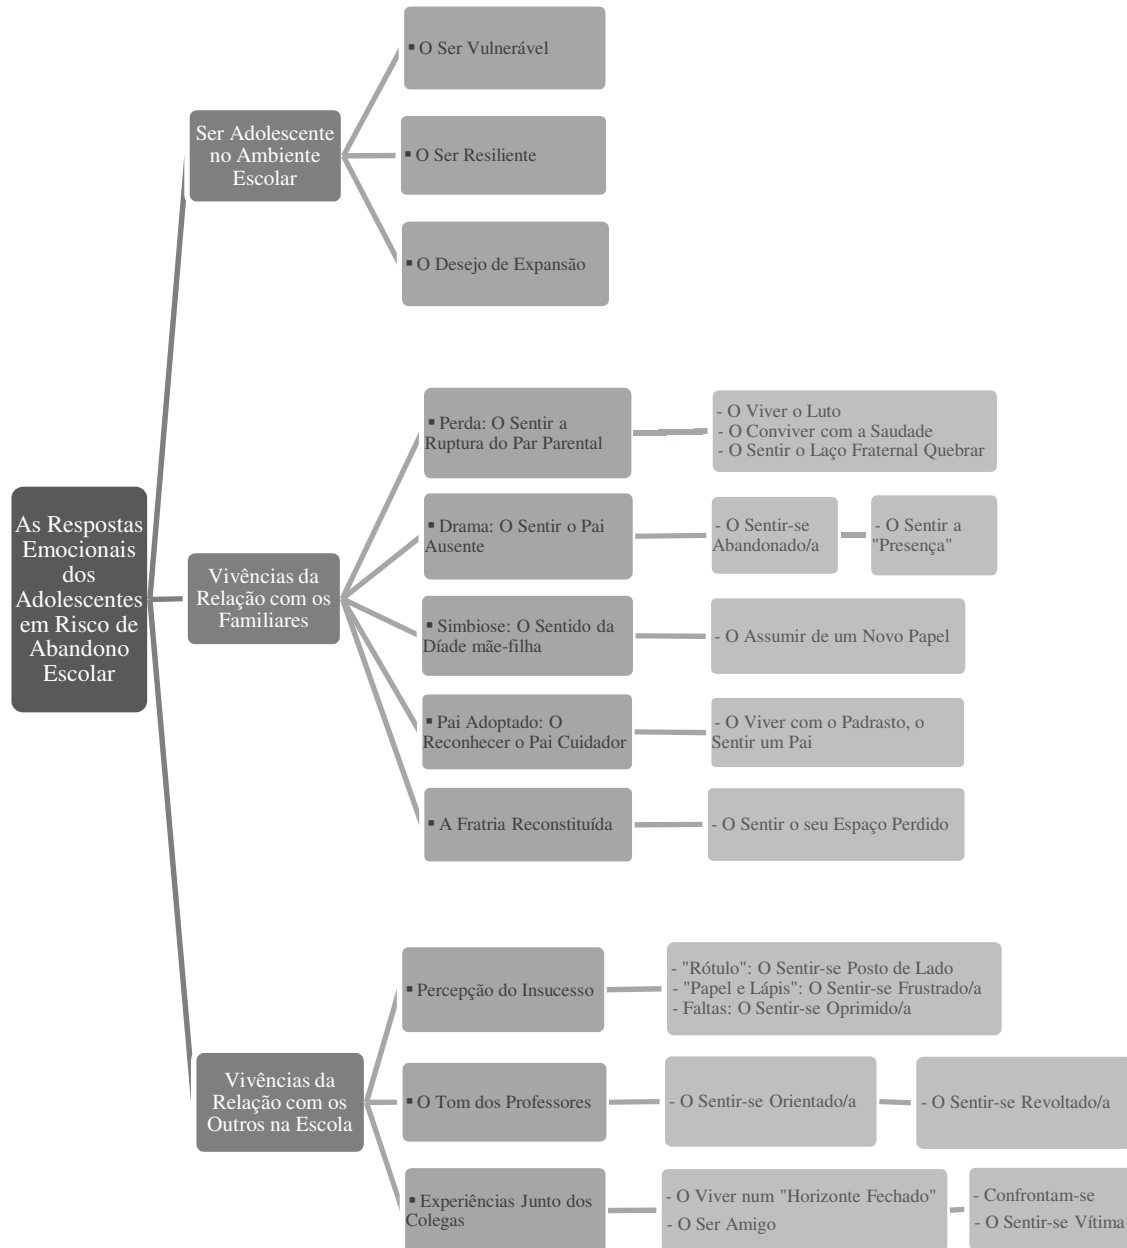 ▪ O Ser Vulnerável
Ser Adolescente
no Ambiente
Escolar
▪ O Ser Resiliente
▪ O Desejo de Expansão
As Respostas
Emocionais
dos
Adolescentes
em Risco de
Abandono
Escolar
Vivências da
Relação com os
Familiares
▪ Perda: O Sentir a
Ruptura do Par Parental
- O Viver o Luto
- O Conviver com a Saudade
- O Sentir o Laço Fraternal Quebrar
▪ Drama: O Sentir o Pai
Ausente
- O Sentir-se
Abandonado/a
- O Sentir a
"Presença"
▪ Simbiose: O Sentido da
Díade mãe-filha
- O Assumir de um Novo Papel
▪ Pai Adoptado: O
Reconhecer o Pai Cuidador
- O Viver com o Padrasto, o
Sentir um Pai
▪ A Fratria Reconstituída
- O Sentir o seu Espaço Perdido
Vivências da
Relação com os
Outros na Escola
▪ Percepção do Insucesso
- "Rótulo": O Sentir-se Posto de Lado
- "Papel e Lápis": O Sentir-se Frustrado/a
- Faltas: O Sentir-se Oprimido/a
▪ O Tom dos Professores
- O Sentir-se Orientado/a
- O Sentir-se Revoltado/a
▪ Experiências Junto dos
Colegas
- O Viver num "Horizonte Fechado"
- O Ser Amigo
- Confrontam-se
- O Sentir-se Vítima